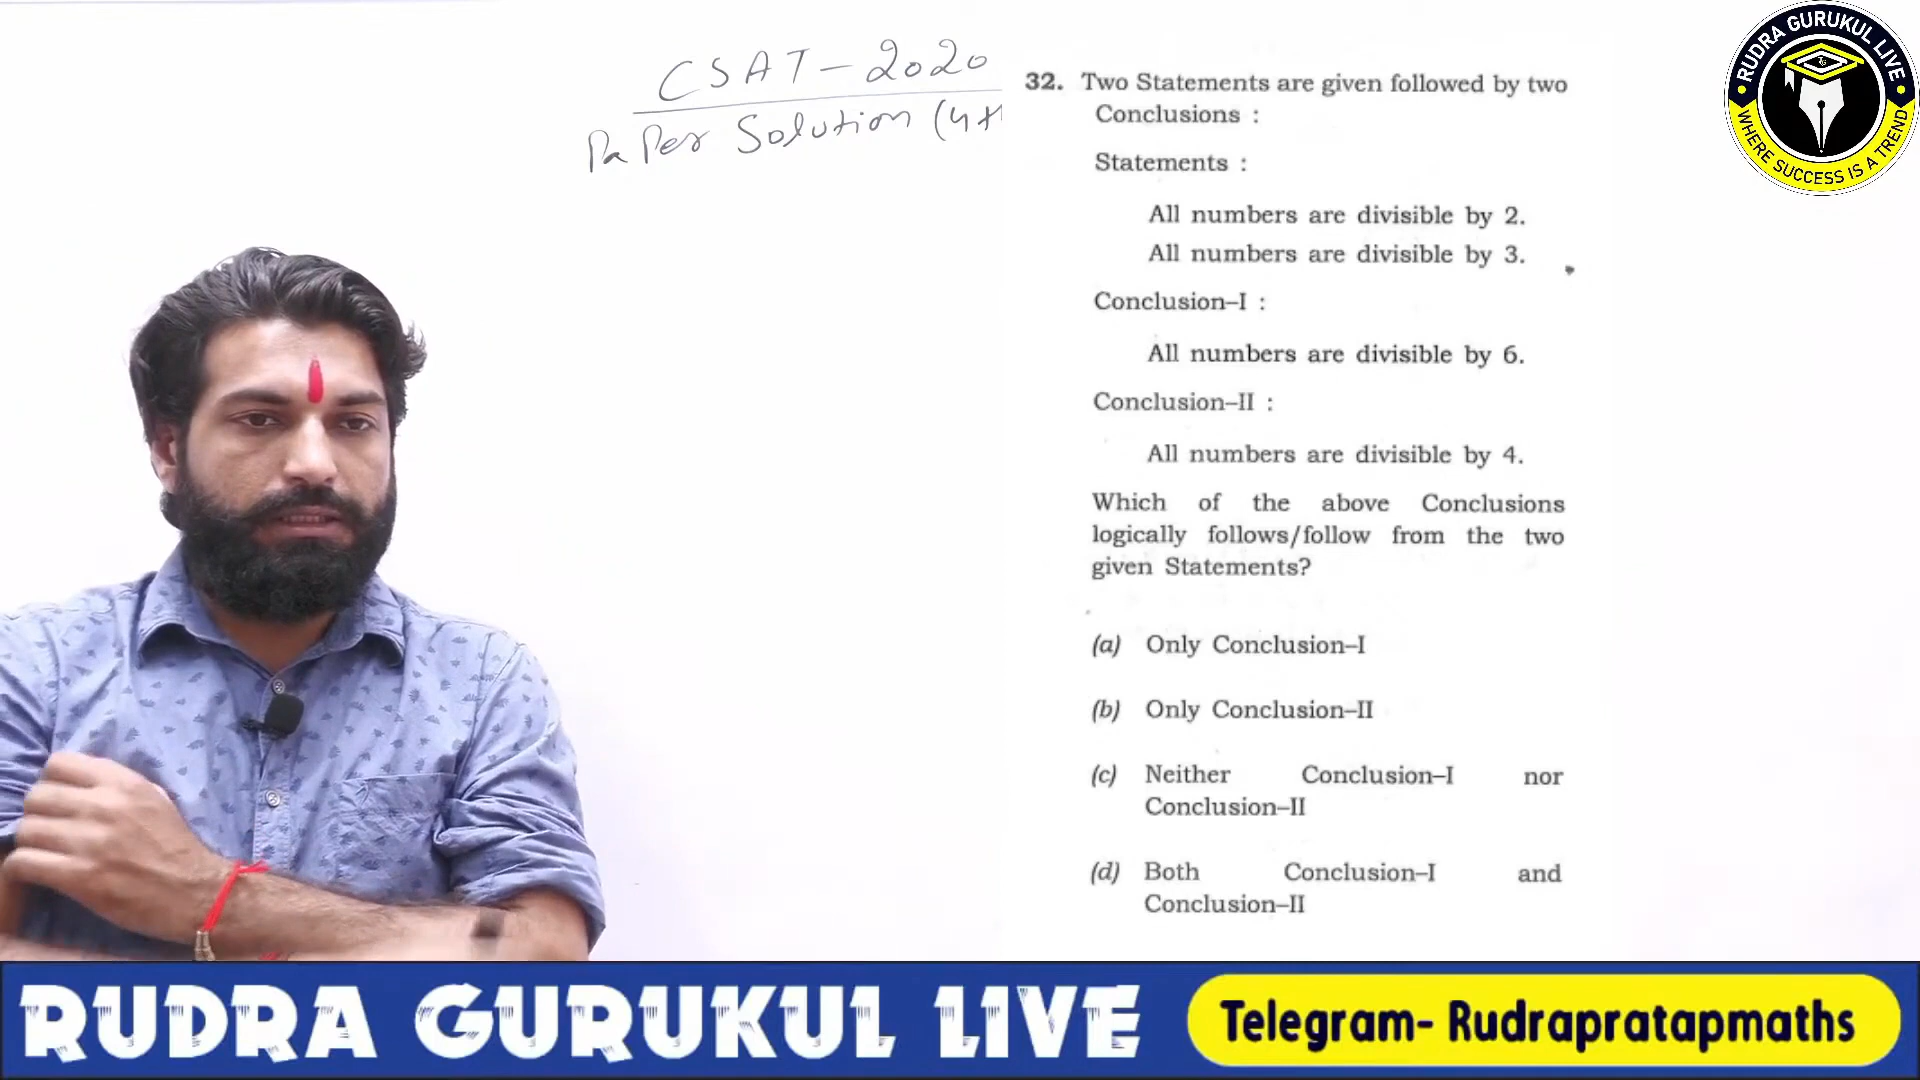 CSAT - 2020
Paper Solution (4th
32. Two Statements are given followed by two
Conclusions :
Statements :
All numbers are divisible by 2.
All numbers are divisible by 3.
Conclusion–I :
All numbers are divisible by 6.
Conclusion–II :
All numbers are divisible by 4.
Which of the above Conclusions
logically follows/follow from the two
given Statements?
(a) Only Conclusion–I
(b) Only Conclusion–II
(c) Neither Conclusion–I nor
Conclusion–II
(d) Both Conclusion–I and
Conclusion–II
RUDRA GURUKUL LIVE
WHERE SUCCESS IS A TREND
RUDRA GURUKUL LIVE
Telegram- Rudrapratapmaths